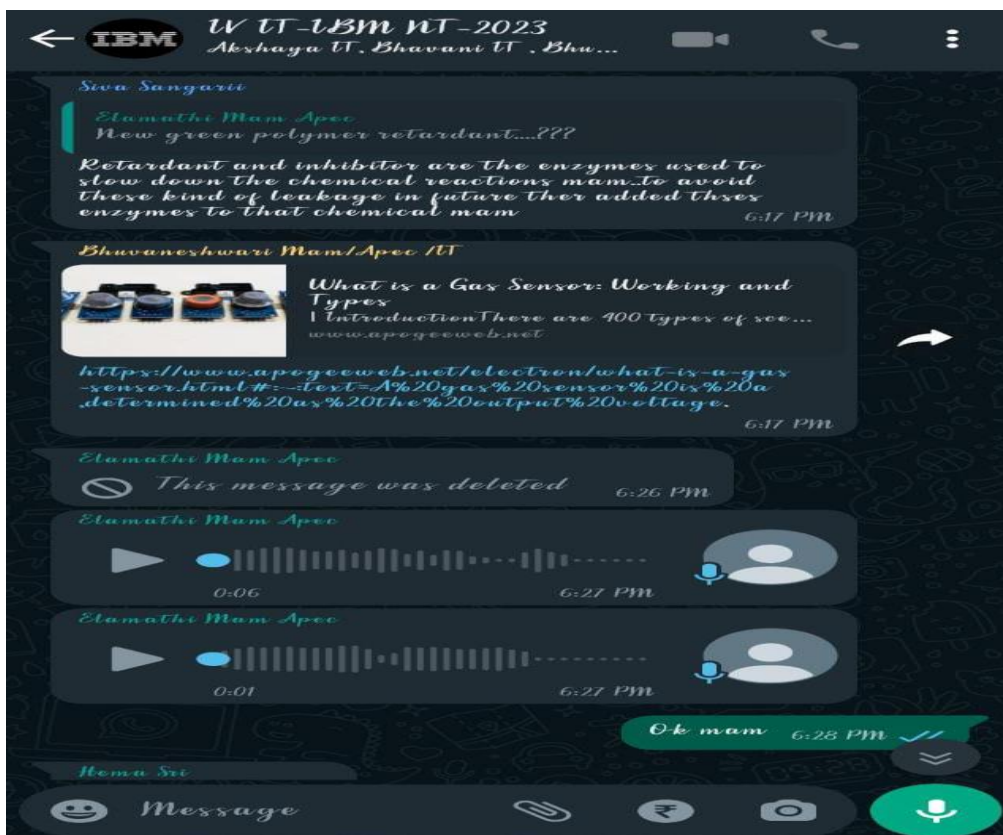 IBM
IV IT-IBM NT-2023
Akshaya IT, Bhavani IT , Bhu...
Siva Sangarii
Elamathi Mam Apec
New green polymer retardant....???
Retardant and inhibitor are the enzymes used to
slow down the chemical reactions mam..to avoid
these kind of leakage in future ther added thses
enzymes to that chemical mam
6:17 PM
Bhuvaneshwari Mam/Apec /IT
What is a Gas Sensor: Working and
Types
I IntroductionThere are 400 types of sce...
www.apogeeweb.net
https://www.apogeeweb.net/electron/what-is-a-gas
-sensor.html#:~:text=A%20gas%20sensor%20is%20a
,determined%20as%20the%20output%20voltage.
6:17 PM
Elamathi Mam Apec
This message was deleted 6:26 PM
Elamathi Mam Apec
0:06 6:27 PM
Elamathi Mam Apec
0:01 6:27 PM
Ok mam 6:28 PM
Hema Sri
Message
₹